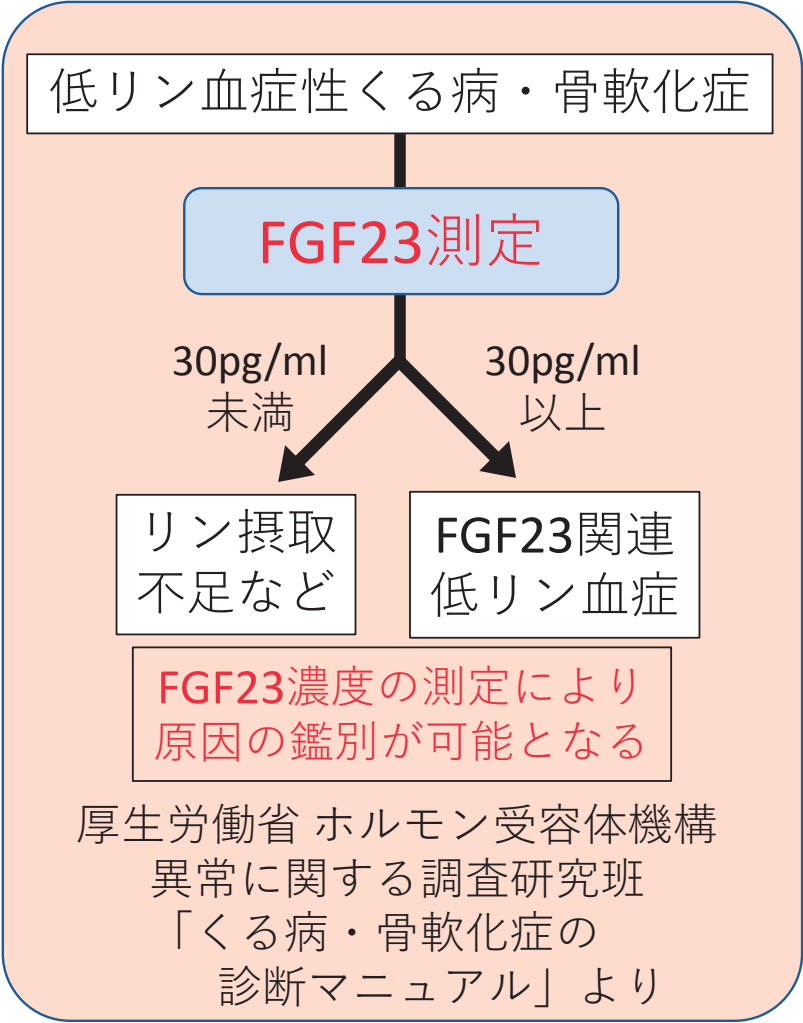 低リン血症性くる病・骨軟化症
FGF23測定
30pg/ml
未満
30pg/ml
以上
リン摂取
不足など
FGF23関連
低リン血症
FGF23濃度の測定により
原因の鑑別が可能となる
厚生労働省 ホルモン受容体機構
異常に関する調査研究班
「くる病・骨軟化症の
診断マニュアル」より